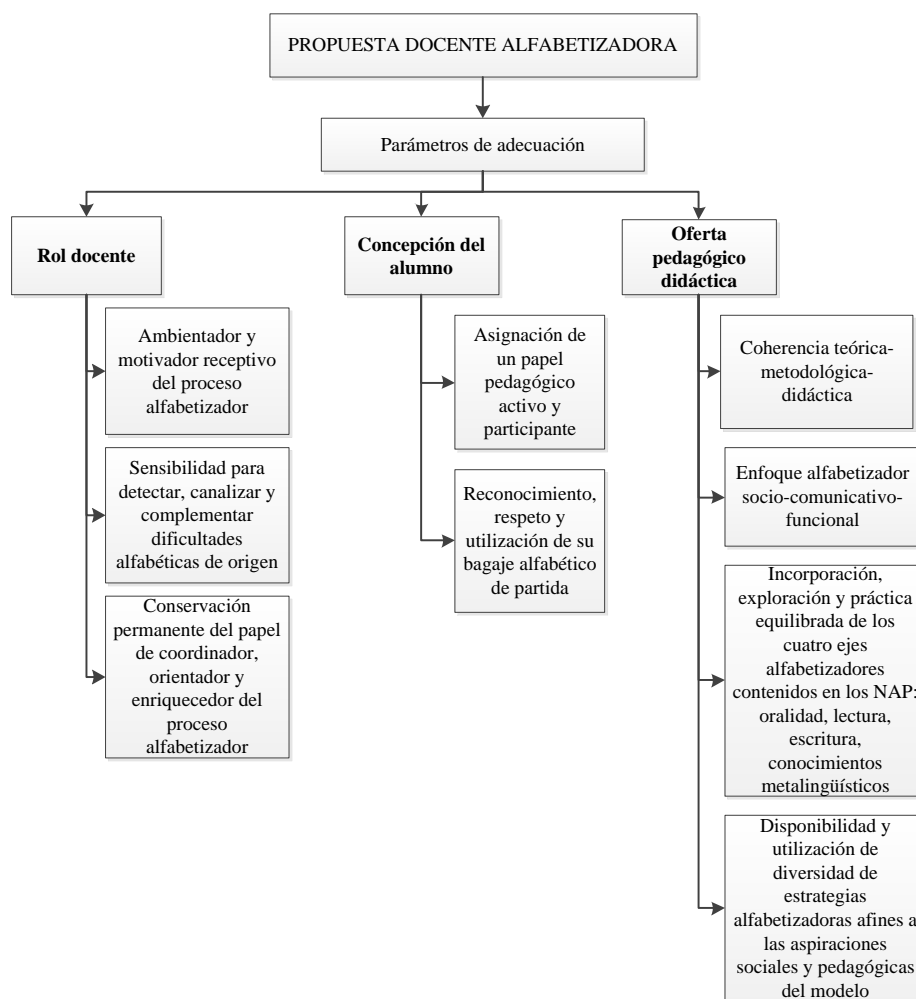 PROPUESTA DOCENTE ALFABETIZADORA
Parámetros de adecuación
Rol docente
Ambientador y
motivador receptivo
del proceso
alfabetizador
Sensibilidad para
detectar, canalizar y
complementar
dificultades
alfabéticas de origen
Conservación
permanente del papel
de coordinador,
orientador y
enriquecedor del
proceso
alfabetizador
Concepción del
alumno
Asignación de
un papel
pedagógico
activo y
participante
Reconocimiento,
respeto y
utilización de su
bagaje alfabético
de partida
Oferta
pedagógico
didáctica
Coherencia teórica-
metodológica-
didáctica
Enfoque alfabetizador
socio-comunicativo-
funcional
Incorporación,
exploración y práctica
equilibrada de los
cuatro ejes
alfabetizadores
contenidos en los NAP:
oralidad, lectura,
escritura,
conocimientos
metalingüísticos
Disponibilidad y
utilización de
diversidad de
estrategias
alfabetizadoras afines a
las aspiraciones
sociales y pedagógicas
del modelo